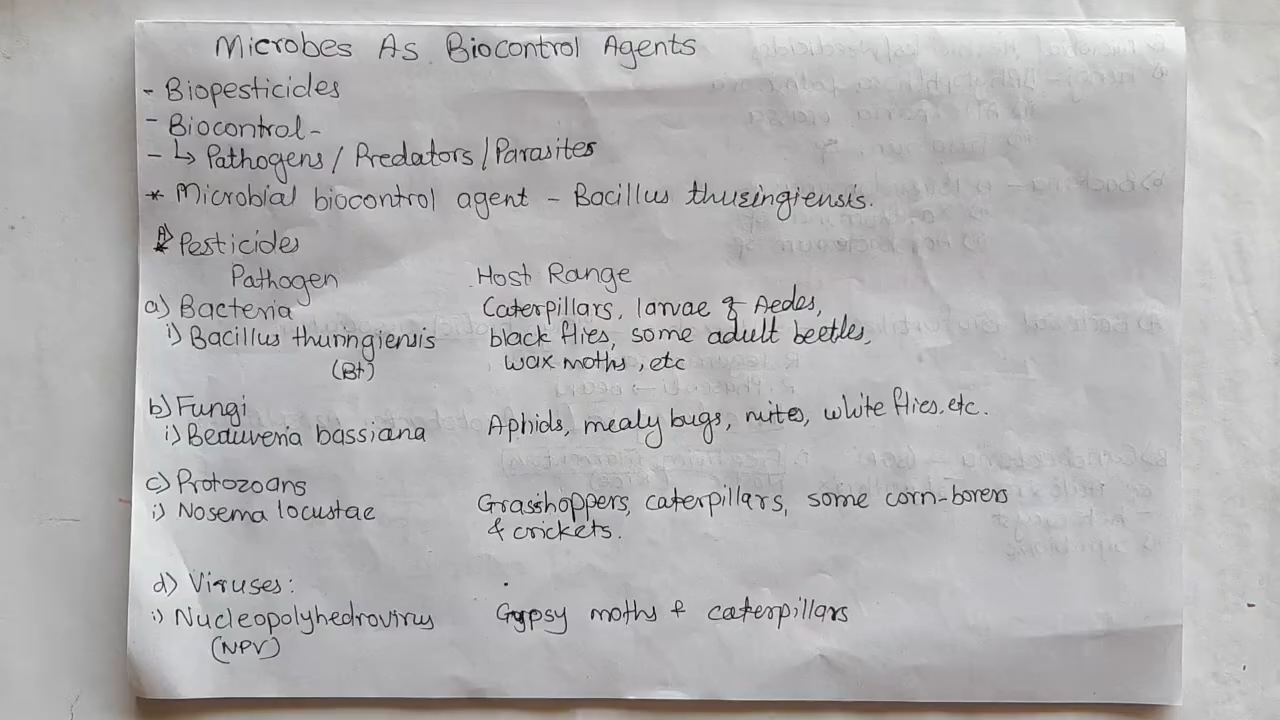 Microbes As Biocontrol Agents
- Biopesticides
- Biocontrol -
- ↳ Pathogens / Predators / Parasites
* Microbial biocontrol agent - Bacillus thuringiensis.
A) Pesticides
Pathogen Host Range
a) Bacteria Caterpillars, larvae of Aedes,
i) Bacillus thuringiensis black flies, some adult beetles,
(Bt) wax moths, etc
b) Fungi
i) Beauveria bassiana Aphids, mealy bugs, mites, white flies. etc.
c) Protozoans
i) Nosema locustae Grasshoppers, caterpillars, some corn-borers
& crickets.
d) Viruses:
i) Nucleopolyhedrovirus Gypsy moths & caterpillars
(NPV)